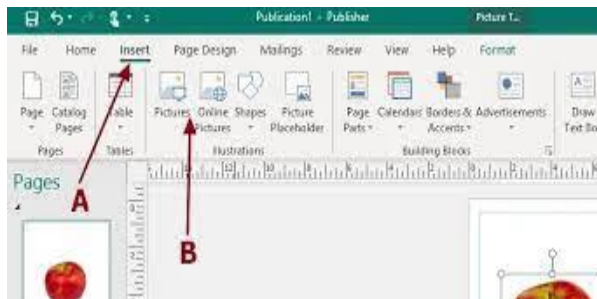 Publication1 - Publisher
Picture T...
File Home Insert Page Design Mailings Review View Help Format
Page Catalog Table Pictures Online Shapes Picture Page Calendars Borders & Advertisements Draw
Pages Pictures Placeholder Parts Accents Text Bo
Pages Tables Illustrations Building Blocks
Pages
A
B